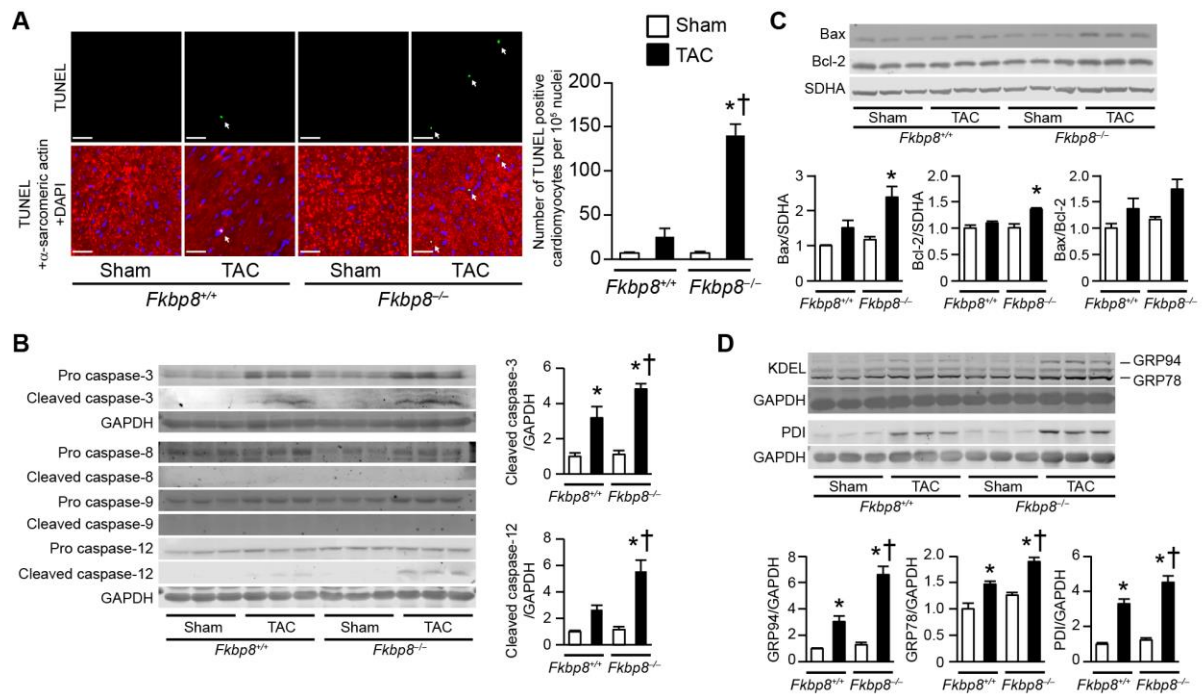 A
TUNEL
TUNEL
+α-sarcomeric actin
+DAPI
Sham
TAC
Sham
TAC
Fkbp8+/+
Fkbp8–/–
Sham
TAC
Number of TUNEL positive
cardiomyocytes per 10⁵ nuclei
200
150
100
50
0
*†
Fkbp8+/+
Fkbp8–/–
B
Pro caspase-3
Cleaved caspase-3
GAPDH
Pro caspase-8
Cleaved caspase-8
Pro caspase-9
Cleaved caspase-9
Pro caspase-12
Cleaved caspase-12
GAPDH
Sham
TAC
Sham
TAC
Fkbp8+/+
Fkbp8–/–
Cleaved caspase-3
/GAPDH
6
4
2
0
*
*†
Fkbp8+/+
Fkbp8–/–
Cleaved caspase-12
/GAPDH
8
6
4
2
0
*†
Fkbp8+/+
Fkbp8–/–
C
Bax
Bcl-2
SDHA
Sham
TAC
Sham
TAC
Fkbp8+/+
Fkbp8–/–
Bax/SDHA
3
2
1
0
*
Fkbp8+/+
Fkbp8–/–
Bcl-2/SDHA
2.0
1.5
1.0
0.5
0
*
Fkbp8+/+
Fkbp8–/–
Bax/Bcl-2
2.0
1.5
1.0
0.5
0
Fkbp8+/+
Fkbp8–/–
D
KDEL
GRP94
GRP78
GAPDH
PDI
GAPDH
Sham
TAC
Sham
TAC
Fkbp8+/+
Fkbp8–/–
GRP94/GAPDH
8
6
4
2
0
*
*†
Fkbp8+/+
Fkbp8–/–
GRP78/GAPDH
2.0
1.5
1.0
0.5
0
*
*†
Fkbp8+/+
Fkbp8–/–
PDI/GAPDH
6
4
2
0
*
*†
Fkbp8+/+
Fkbp8–/–